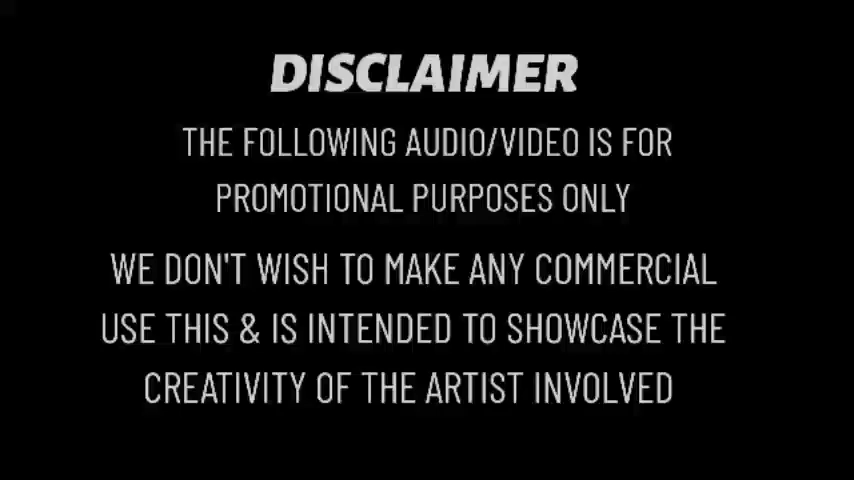 DISCLAIMER
THE FOLLOWING AUDIO/VIDEO IS FOR
PROMOTIONAL PURPOSES ONLY
WE DON'T WISH TO MAKE ANY COMMERCIAL
USE THIS & IS INTENDED TO SHOWCASE THE
CREATIVITY OF THE ARTIST INVOLVED